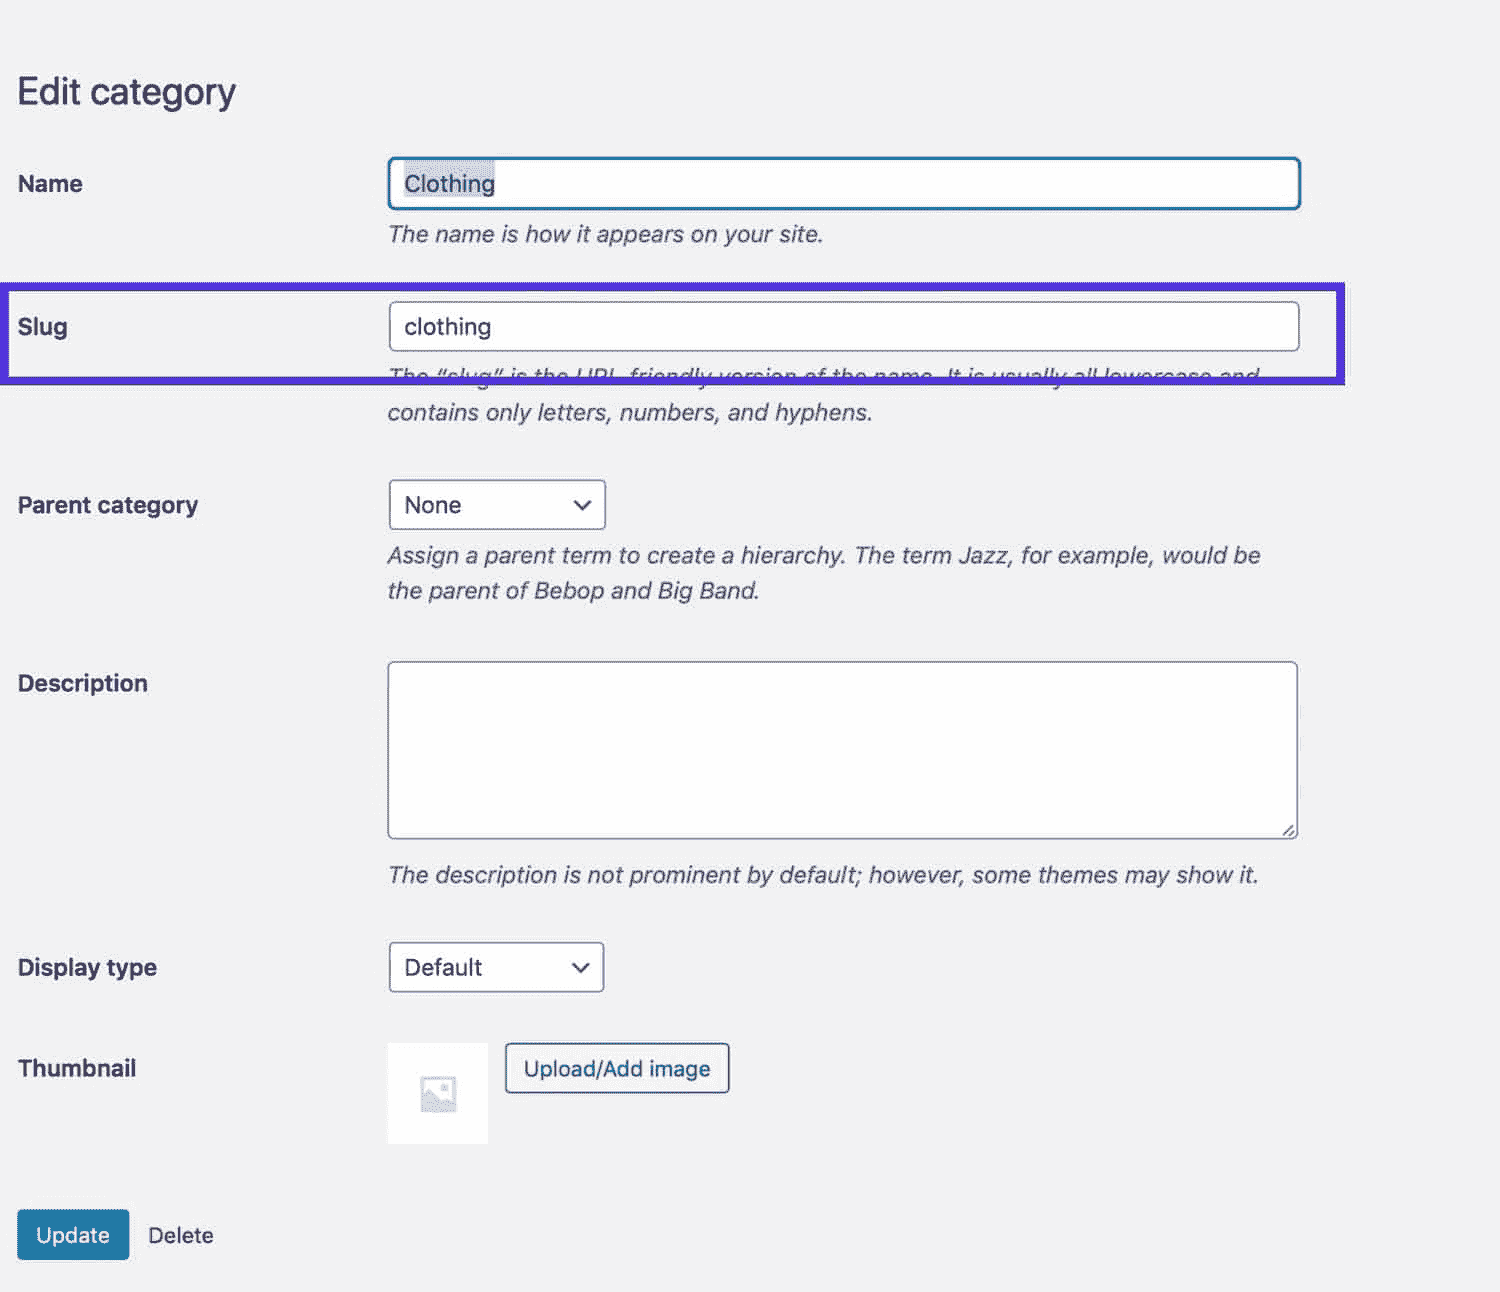 Edit category
Name
Clothing
The name is how it appears on your site.
Slug
clothing
The “slug” is the URL-friendly version of the name. It is usually all lowercase and
contains only letters, numbers, and hyphens.
Parent category
None
Assign a parent term to create a hierarchy. The term Jazz, for example, would be
the parent of Bebop and Big Band.
Description
The description is not prominent by default; however, some themes may show it.
Display type
Default
Thumbnail
Upload/Add image
Update Delete